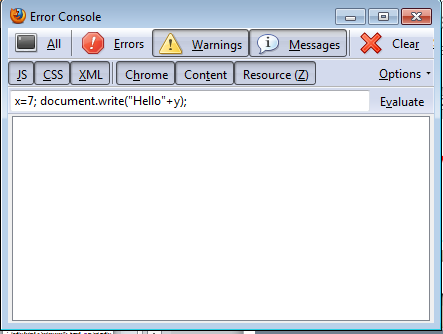 Error Console
All Errors Warnings Messages Clear
JS CSS XML Chrome Content Resource (Z) Options
x=7; document.write("Hello"+y); Evaluate